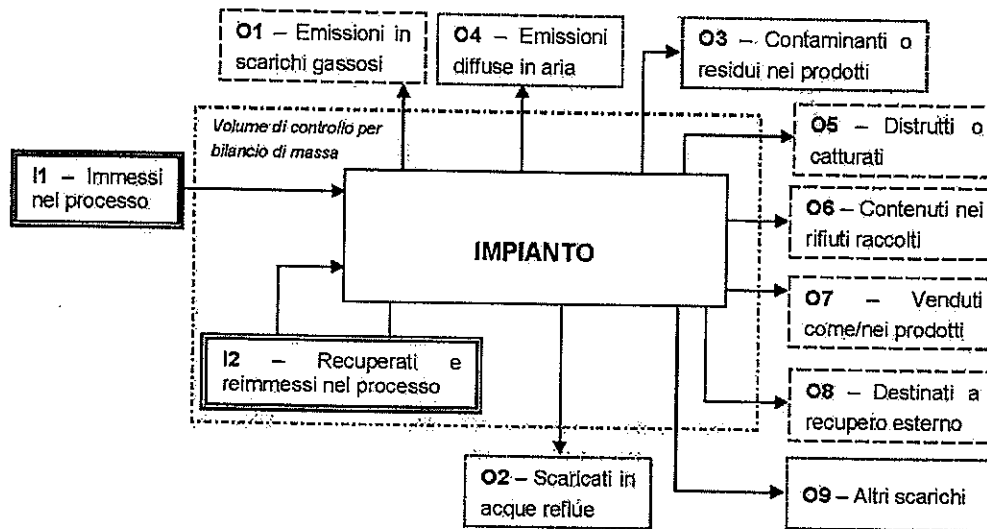 O1 – Emissioni in
scarichi gassosi
O4 – Emissioni
diffuse in aria
O3 – Contaminanti o
residui nei prodotti
Volume di controllo per
bilancio di massa
O5 – Distrutti o
catturati
I1 – Immessi
nel processo
O6 – Contenuti nei
rifiuti raccolti
IMPIANTO
O7 – Venduti
come/nei prodotti
I2 – Recuperati e
reimmessi nel processo
O8 – Destinati a
recupero esterno
O2 – Scaricati in
acque reflue
O9 – Altri scarichi